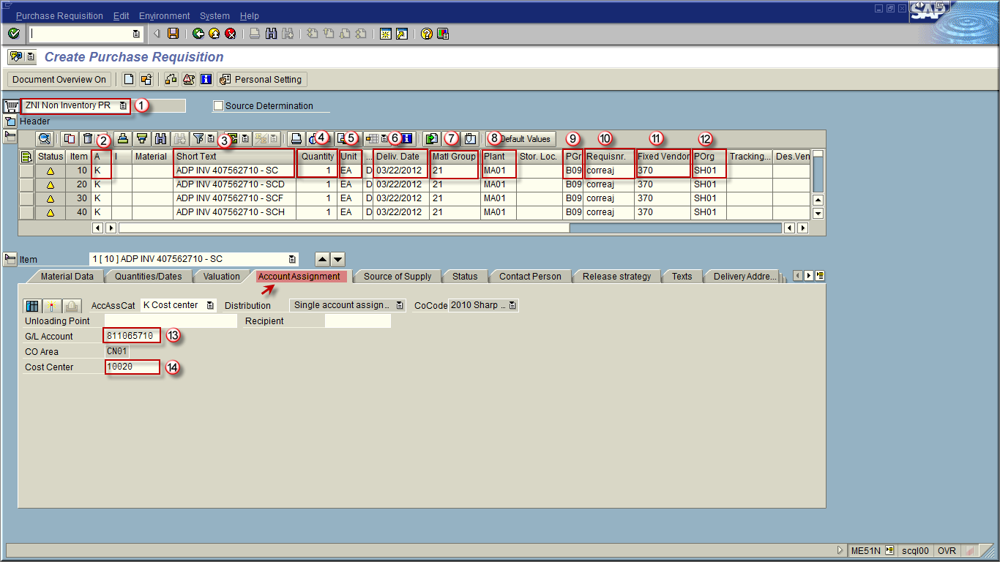 Purchase Requisition Edit Environment System Help
SAP
Create Purchase Requisition
Document Overview On Personal Setting
ZNI Non Inventory PR 1 Source Determination
Header
2 3 4 5 6 7 8 Default Values 9 10 11 12
Status Item A I Material Short Text Quantity Unit ... Deliv. Date Matl Group Plant Stor. Loc. PGr Requisnr. Fixed Vendor POrg Tracking... Des.Ven
10 K ADP INV 407562710 - SC 1 EA D 03/22/2012 21 MA01 B09 correaj 370 SH01
20 K ADP INV 407562710 - SCD 1 EA D 03/22/2012 21 MA01 B09 correaj 370 SH01
30 K ADP INV 407562710 - SCF 1 EA D 03/22/2012 21 MA01 B09 correaj 370 SH01
40 K ADP INV 407562710 - SCH 1 EA D 03/22/2012 21 MA01 B09 correaj 370 SH01
Item 1 [ 10 ] ADP INV 407562710 - SC
Material Data Quantities/Dates Valuation Account Assignment Source of Supply Status Contact Person Release strategy Texts Delivery Addre...
AccAssCat K Cost center Distribution Single account assign... CoCode 2010 Sharp ...
Unloading Point Recipient
G/L Account 811065710 13
CO Area CN01
Cost Center 10020 14
ME51N scql00 OVR